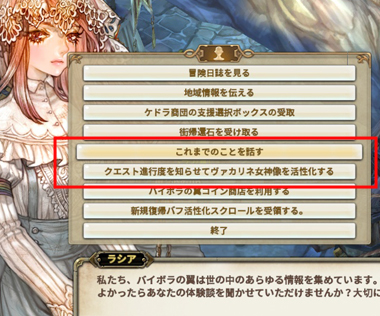 冒険日誌を見る
地域情報を伝える
ケドラ商団の支援選択ボックスの受取
街帰還石を受け取る
これまでのことを話す
クエスト進行度を知らせてヴァカリネ女神像を活性化する
パイボラの翼コイン商店を利用する
新規復帰バフ活性化スクロールを受領する。
終了
ラシア
私たち、パイボラの翼は世の中のあらゆる情報を集めています。
よかったらあなたの体験談を聞かせていただけませんか？大切に